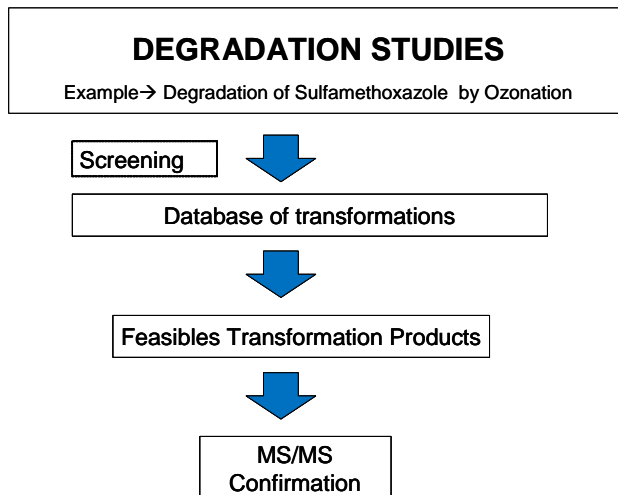 DEGRADATION STUDIES
Example→ Degradation of Sulfamethoxazole by Ozonation
Screening
Database of transformations
Feasibles Transformation Products
MS/MS
Confirmation